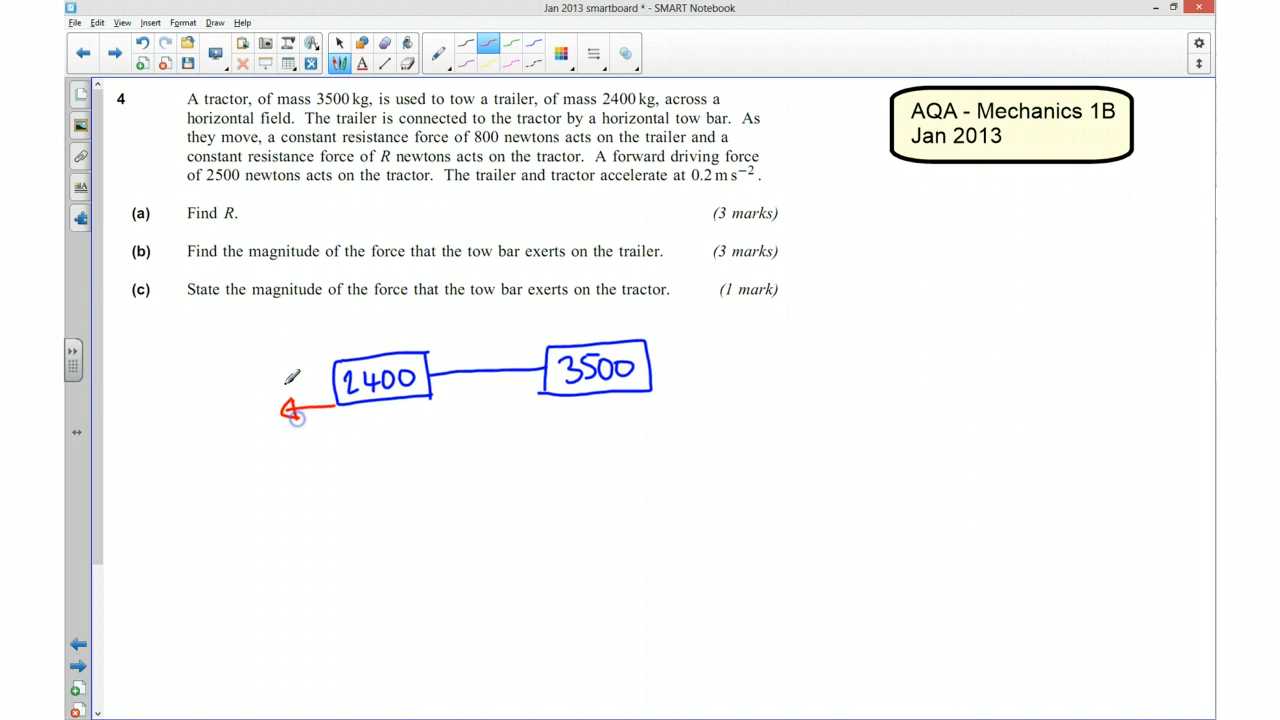 Jan 2013 smartboard * - SMART Notebook
File Edit View Insert Format Draw Help
4 A tractor, of mass 3500 kg, is used to tow a trailer, of mass 2400 kg, across a
horizontal field. The trailer is connected to the tractor by a horizontal tow bar. As
they move, a constant resistance force of 800 newtons acts on the trailer and a
constant resistance force of R newtons acts on the tractor. A forward driving force
of 2500 newtons acts on the tractor. The trailer and tractor accelerate at 0.2 m s⁻².
(a) Find R. (3 marks)
(b) Find the magnitude of the force that the tow bar exerts on the trailer. (3 marks)
(c) State the magnitude of the force that the tow bar exerts on the tractor. (1 mark)
AQA - Mechanics 1B
Jan 2013
2400 3500